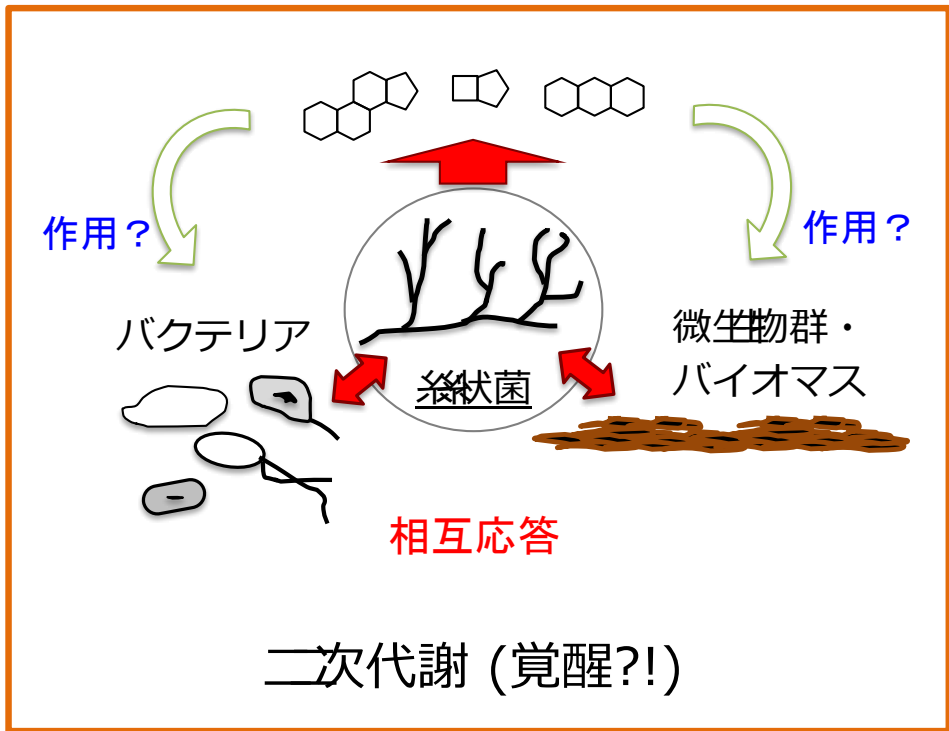 作用？
作用？
バクテリア
微生物群・
バイオマス
糸状菌
相互応答
二次代謝 (覚醒?!)